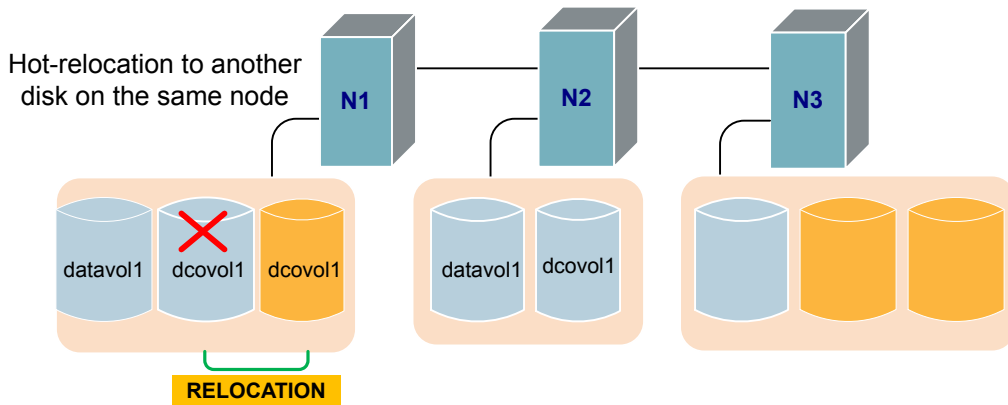 Hot-relocation to another
disk on the same node
N1
N2
N3
datavol1
dcovol1
dcovol1
datavol1
dcovol1
RELOCATION